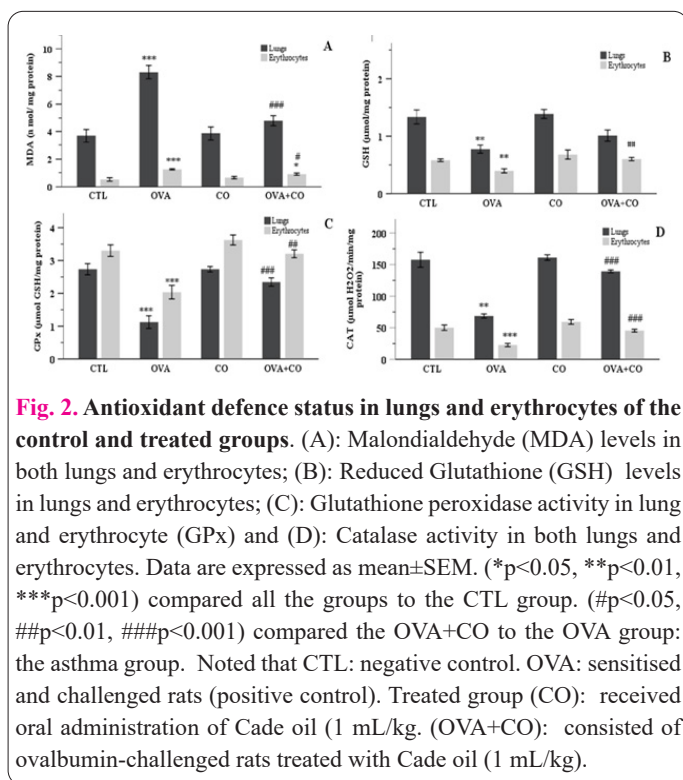 A
Lungs
Erythrocytes
MDA (n mol/ mg protein)
10
8
6
4
2
0
***
***
###
#
*
CTL OVA CO OVA+CO
B
Lungs
Erythrocytes
GSH (µmol/mg protein)
2
1
0
**
**
##
CTL OVA CO OVA+CO
C
Lungs
Erythrocytes
GPx (µmol GSH/mg protein)
4
3
2
1
0
***
***
###
##
CTL OVA CO OVA+CO
D
Lungs
Erythrocytes
CAT (µmol H2O2/min/mg
protein)
200
150
100
50
0
**
***
###
###
CTL OVA CO OVA+CO
Fig. 2. Antioxidant defence status in lungs and erythrocytes of the
control and treated groups. (A): Malondialdehyde (MDA) levels in
both lungs and erythrocytes; (B): Reduced Glutathione (GSH) levels
in lungs and erythrocytes; (C): Glutathione peroxidase activity in lung
and erythrocyte (GPx) and (D): Catalase activity in both lungs and
erythrocytes. Data are expressed as mean±SEM. (*p<0.05, **p<0.01,
***p<0.001) compared all the groups to the CTL group. (#p<0.05,
##p<0.01, ###p<0.001) compared the OVA+CO to the OVA group:
the asthma group. Noted that CTL: negative control. OVA: sensitised
and challenged rats (positive control). Treated group (CO): received
oral administration of Cade oil (1 mL/kg. (OVA+CO): consisted of
ovalbumin-challenged rats treated with Cade oil (1 mL/kg).